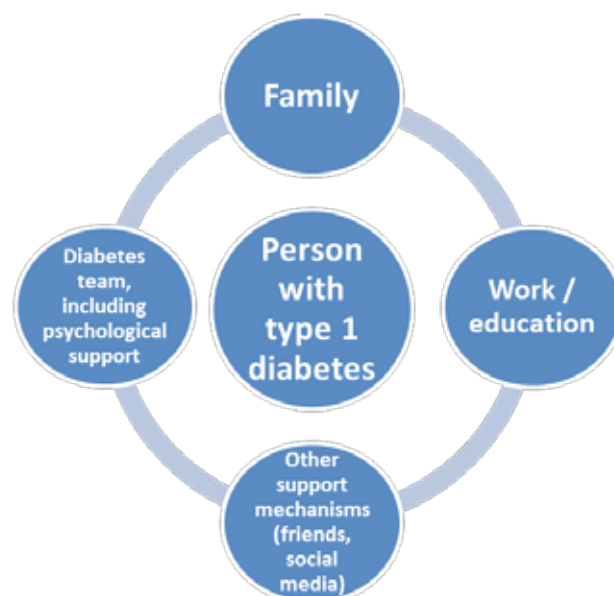 Family
Diabetes
team,
including
psychological
support
Person
with
type 1
diabetes
Work /
education
Other
support
mechanisms
(friends,
social
media)